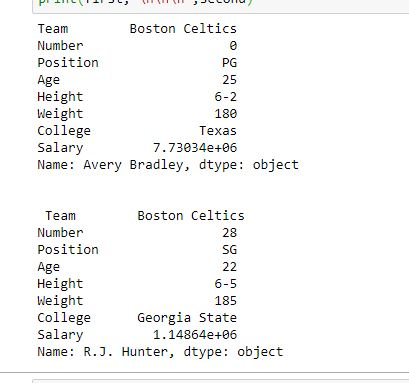 print(first, "\n\n\n",second)
Team Boston Celtics
Number 0
Position PG
Age 25
Height 6-2
Weight 180
College Texas
Salary 7.73034e+06
Name: Avery Bradley, dtype: object
Team Boston Celtics
Number 28
Position SG
Age 22
Height 6-5
Weight 185
College Georgia State
Salary 1.14864e+06
Name: R.J. Hunter, dtype: object